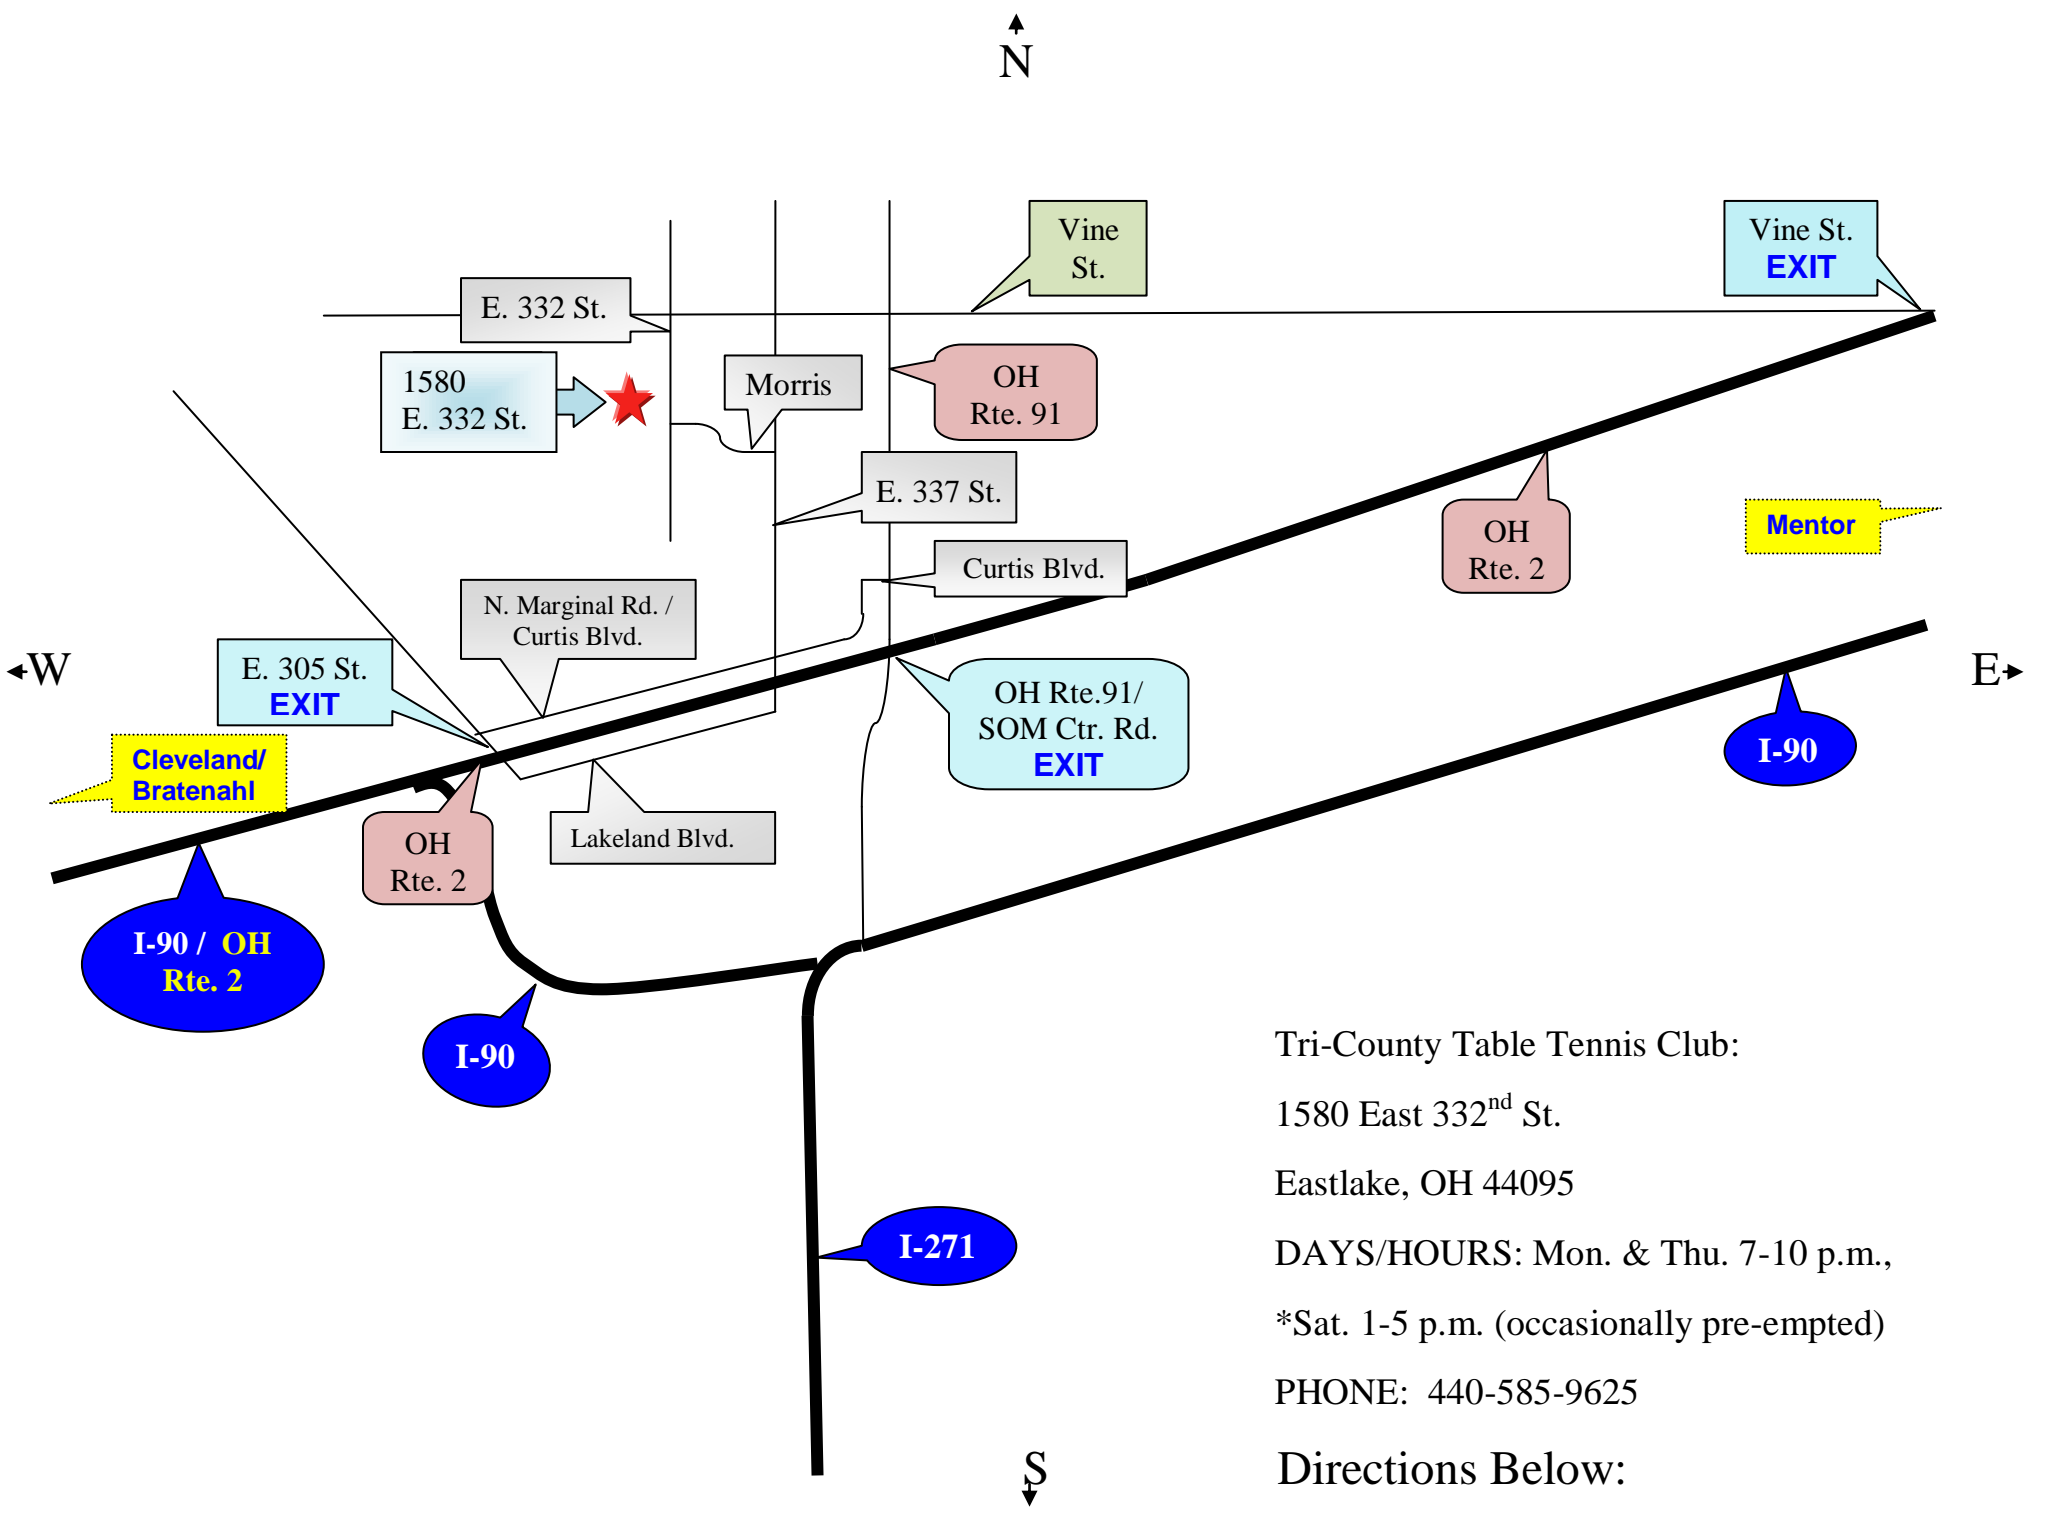 N
Vine
St.
Vine St.
EXIT
E. 332 St.
1580
E. 332 St.
Morris
OH
Rte. 91
E. 337 St.
OH
Rte. 2
Mentor
Curtis Blvd.
N. Marginal Rd. /
Curtis Blvd.
W
E. 305 St.
EXIT
OH Rte.91/
SOM Ctr. Rd.
EXIT
E
I-90
Cleveland/
Bratenahl
OH
Rte. 2
Lakeland Blvd.
I-90 / OH
Rte. 2
I-90
I-271
Tri-County Table Tennis Club:
1580 East 332nd St.
Eastlake, OH 44095
DAYS/HOURS: Mon. & Thu. 7-10 p.m.,
*Sat. 1-5 p.m. (occasionally pre-empted)
PHONE: 440-585-9625
S
Directions Below: